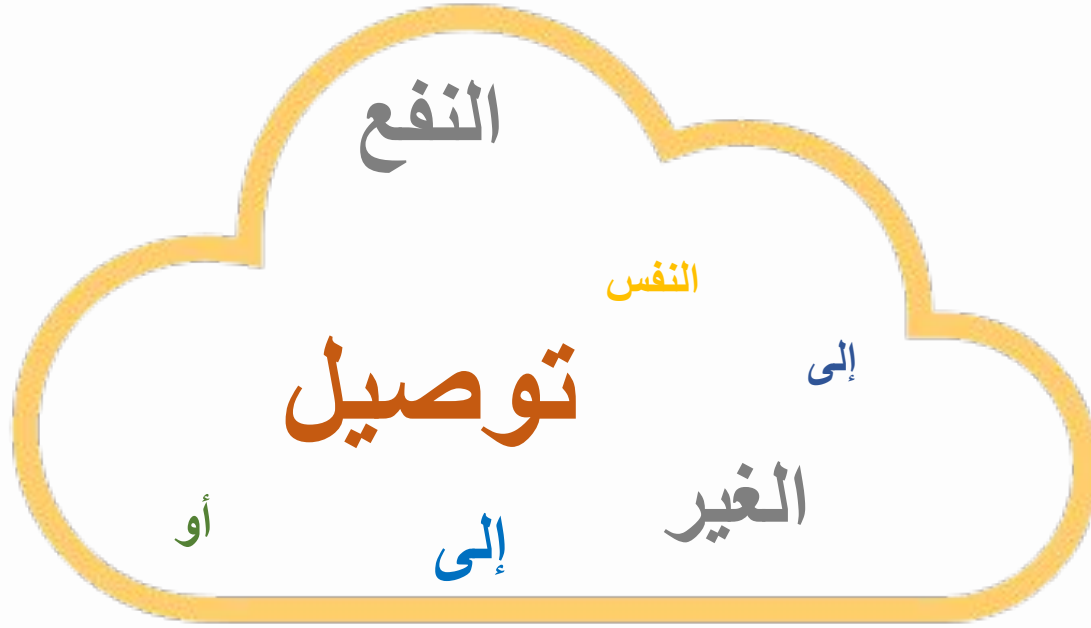 النفع
النفس
إلى
توصيل
الغير
إلى
أو